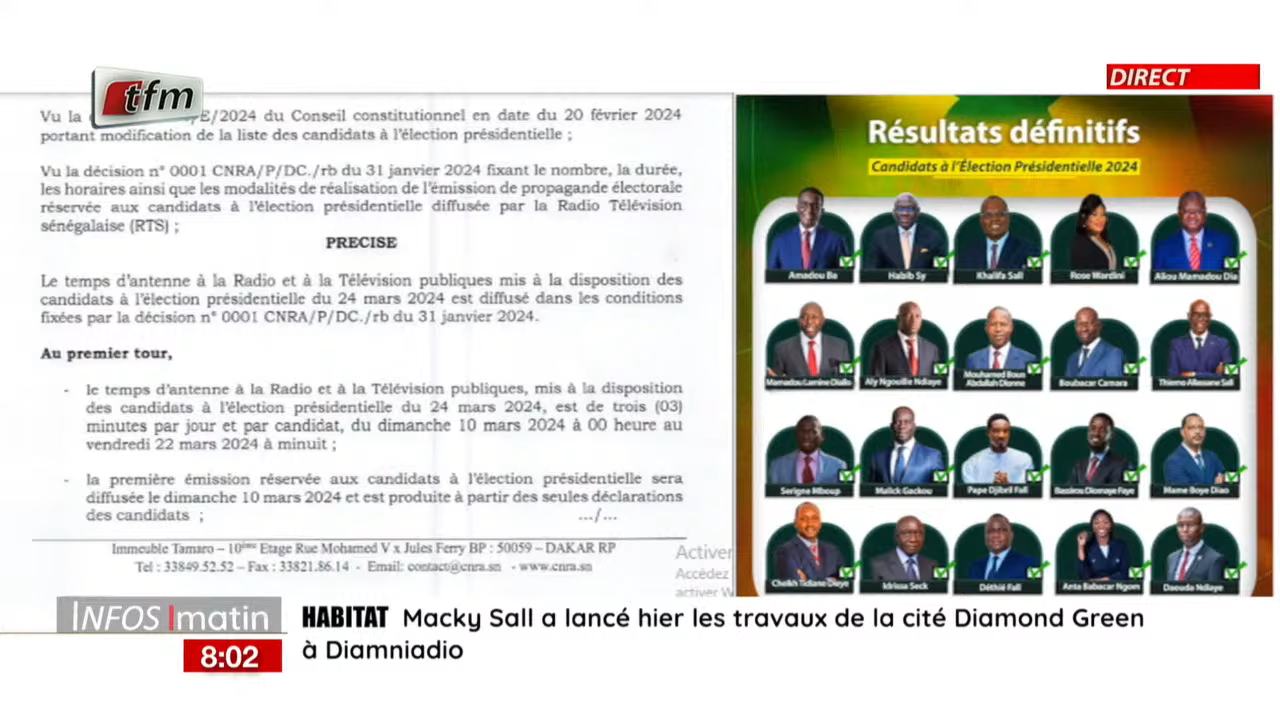 tfm
DIRECT
Vu la /E/2024 du Conseil constitutionnel en date du 20 février 2024
portant modification de la liste des candidats à l'élection présidentielle ;
Vu la décision n° 0001 CNRA/P/DC./rb du 31 janvier 2024 fixant le nombre, la durée,
les horaires ainsi que les modalités de réalisation de l'émission de propagande électorale
réservée aux candidats à l'élection présidentielle diffusée par la Radio Télévision
sénégalaise (RTS) ;
PRECISE
Le temps d'antenne à la Radio et à la Télévision publiques mis à la disposition des
candidats à l'élection présidentielle du 24 mars 2024 est diffusé dans les conditions
fixées par la décision n° 0001 CNRA/P/DC./rb du 31 janvier 2024.
Au premier tour,
- le temps d'antenne à la Radio et à la Télévision publiques, mis à la disposition
des candidats à l'élection présidentielle du 24 mars 2024, est de trois (03)
minutes par jour et par candidat, du dimanche 10 mars 2024 à 00 heure au
vendredi 22 mars 2024 à minuit ;
- la première émission réservée aux candidats à l'élection présidentielle sera
diffusée le dimanche 10 mars 2024 et est produite à partir des seules déclarations
des candidats ;
.../...
Immeuble Tamaro – 10ème Etage Rue Mohamed V x Jules Ferry BP : 50059 – DAKAR RP
Tel : 33849.52.52 – Fax : 33821.86.14 - Email: contact@cnra.sn - www.cnra.sn
Activer
Accédez
activer W
Résultats définitifs
Candidats à l'Élection Présidentielle 2024
Amadou Ba
Habib Sy
Khalifa Sall
Rose Wardini
Aliou Mamadou Dia
Mamadou Lamine Diallo
Aly Ngouille Ndiaye
Mouhamed Boun
Abdallah Dionne
Boubacar Camara
Thierno Allassane Sall
Serigne Mboup
Malick Gackou
Pape Djibril Fall
Bassirou Diomaye Faye
Mame Boye Diao
Cheikh Tidiane Dieye
Idrissa Seck
Déthié Fall
Anta Babacar Ngom
Daouda Ndiaye
INFOS matin
8:02
HABITAT Macky Sall a lancé hier les travaux de la cité Diamond Green
à Diamniadio